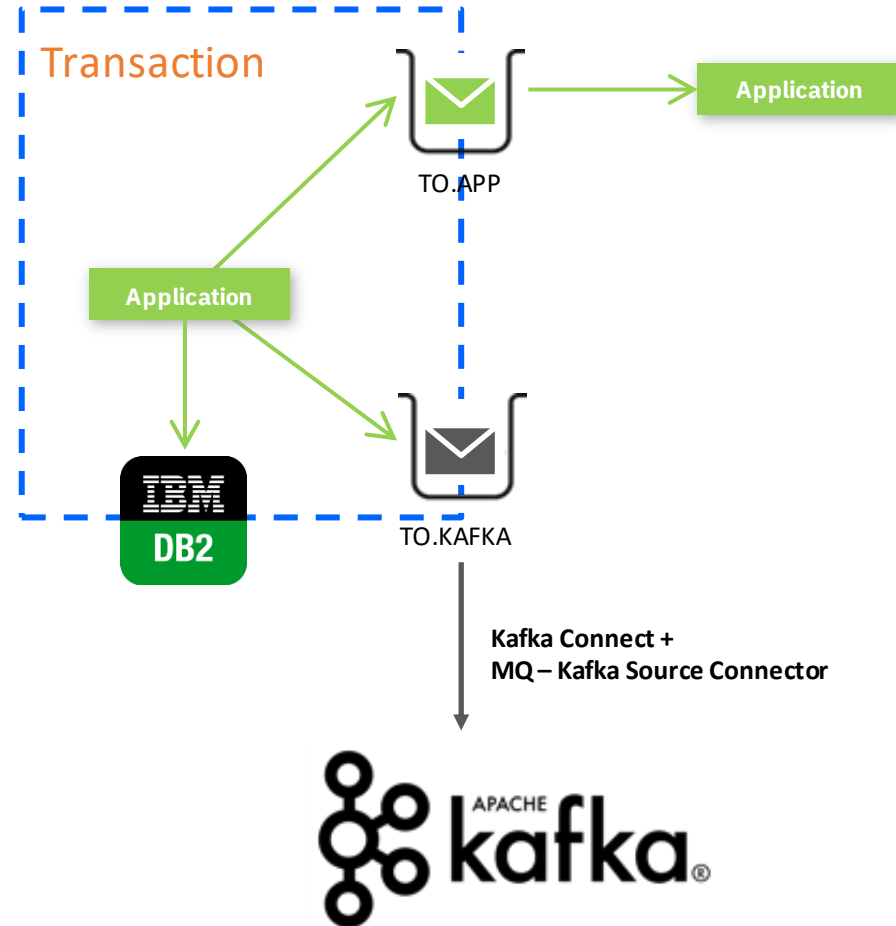 Transaction
Application
TO.APP
Application
IBM
DB2
TO.KAFKA
Kafka Connect +
MQ – Kafka Source Connector
APACHE
kafka®